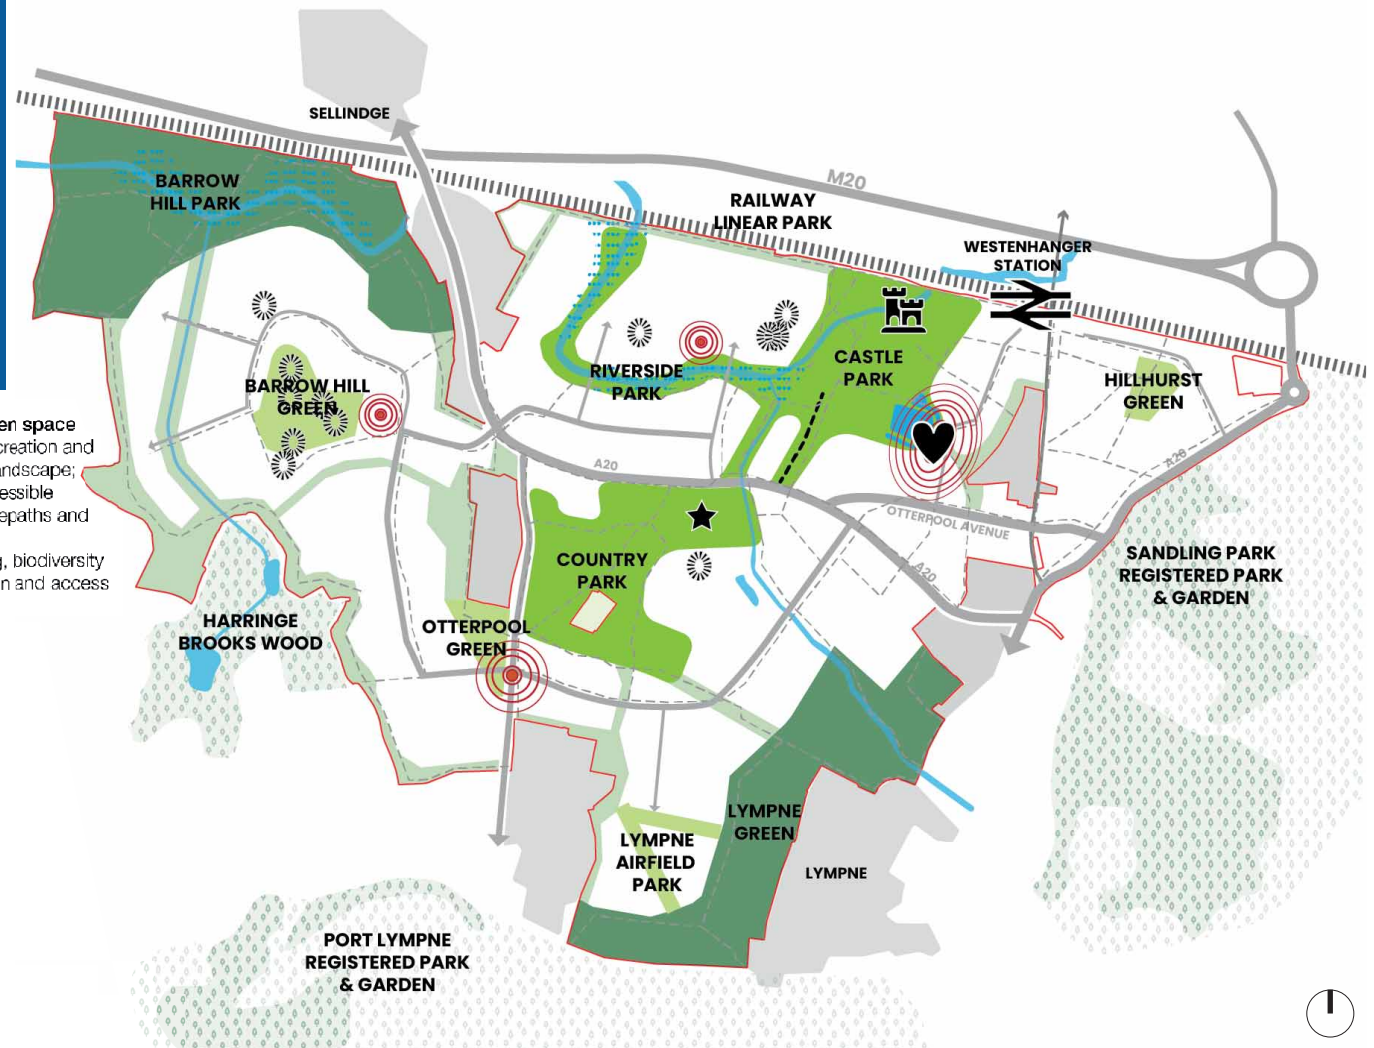 SELLINDGE
M20
BARROW
HILL PARK
RAILWAY
LINEAR PARK
WESTENHANGER
STATION
CASTLE
PARK
RIVERSIDE
PARK
HILLHURST
GREEN
BARROW HILL
GREEN
en space
creation and
andscape;
essible
epaths and
g, biodiversity
n and access
A20
A20
OTTERPOOL AVENUE
COUNTRY
PARK
A20
SANDLING PARK
REGISTERED PARK
& GARDEN
HARRINGE
BROOKS WOOD
OTTERPOOL
GREEN
LYMPNE
GREEN
LYMPNE
AIRFIELD
PARK
LYMPNE
PORT LYMPNE
REGISTERED PARK
& GARDEN